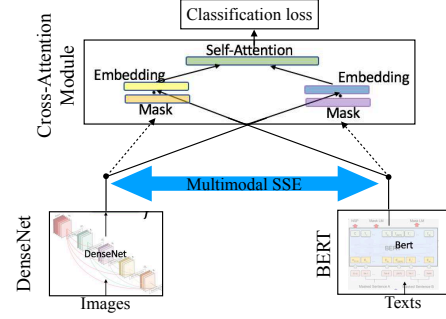 Classification loss
Cross-Attention
Module
Self-Attention
Embedding
Embedding
Mask
Mask
Multimodal SSE
DenseNet
DenseNet
BERT
Bert
Images
Texts